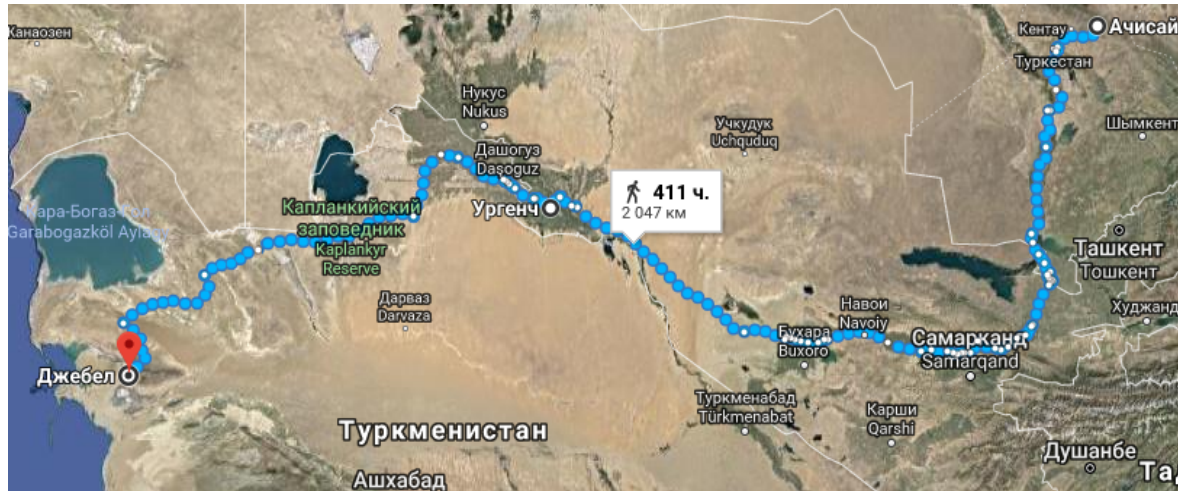 Канаозен
Кентау
Ачисай
Туркестан
Нукус
Nukus
Учкудук
Uchquduq
Шымкент
Дашогуз
Daşoguz
411 ч.
2 047 км
Капланкийский
заповедник
Kaplankyr
Reserve
Ургенч
Garabogazköl
Ташкент
Тошкент
Дарваз
Darvaza
Навои
Navoiy
Худжанд
Бухара
Buxoro
Самарканд
Samarqand
Джебел
Туркменабад
Türkmenabat
Карши
Qarshi
Туркменистан
Душанбе
Ашхабад